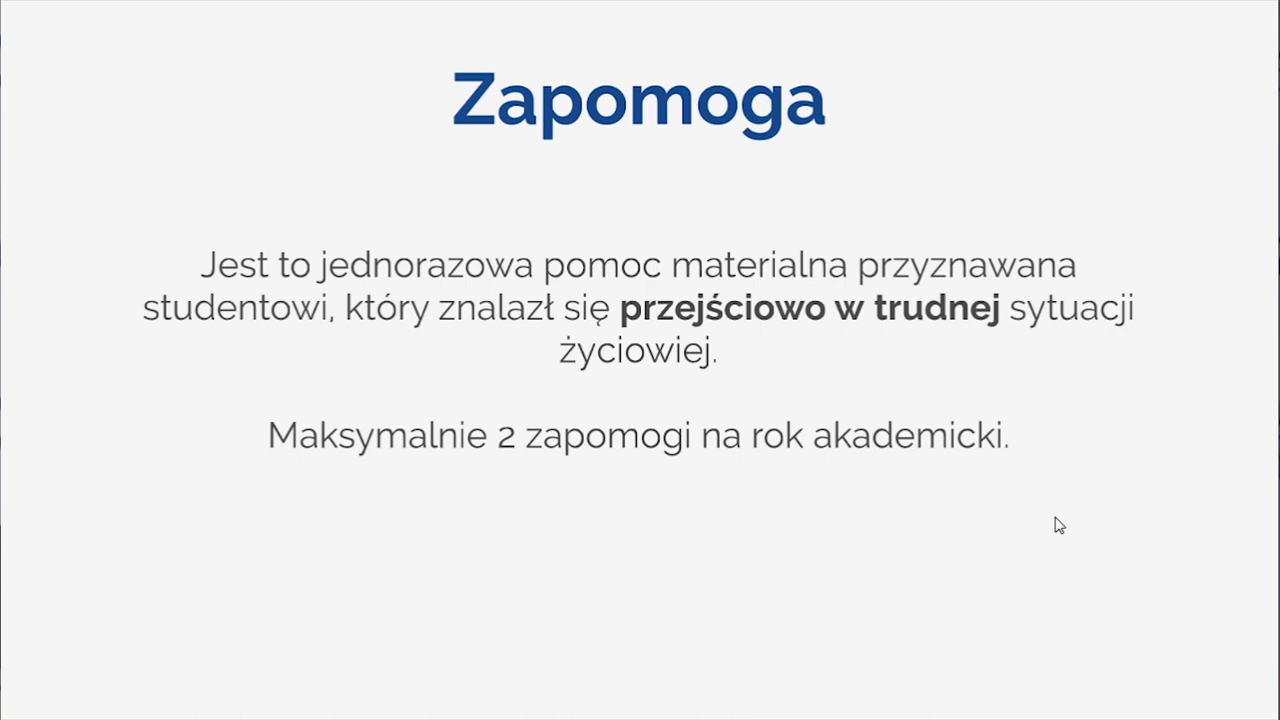 Zapomoga
Jest to jednorazowa pomoc materialna przyznawana
studentowi, który znalazł się przejściowo w trudnej sytuacji
życiowiej.
Maksymalnie 2 zapomogi na rok akademicki.